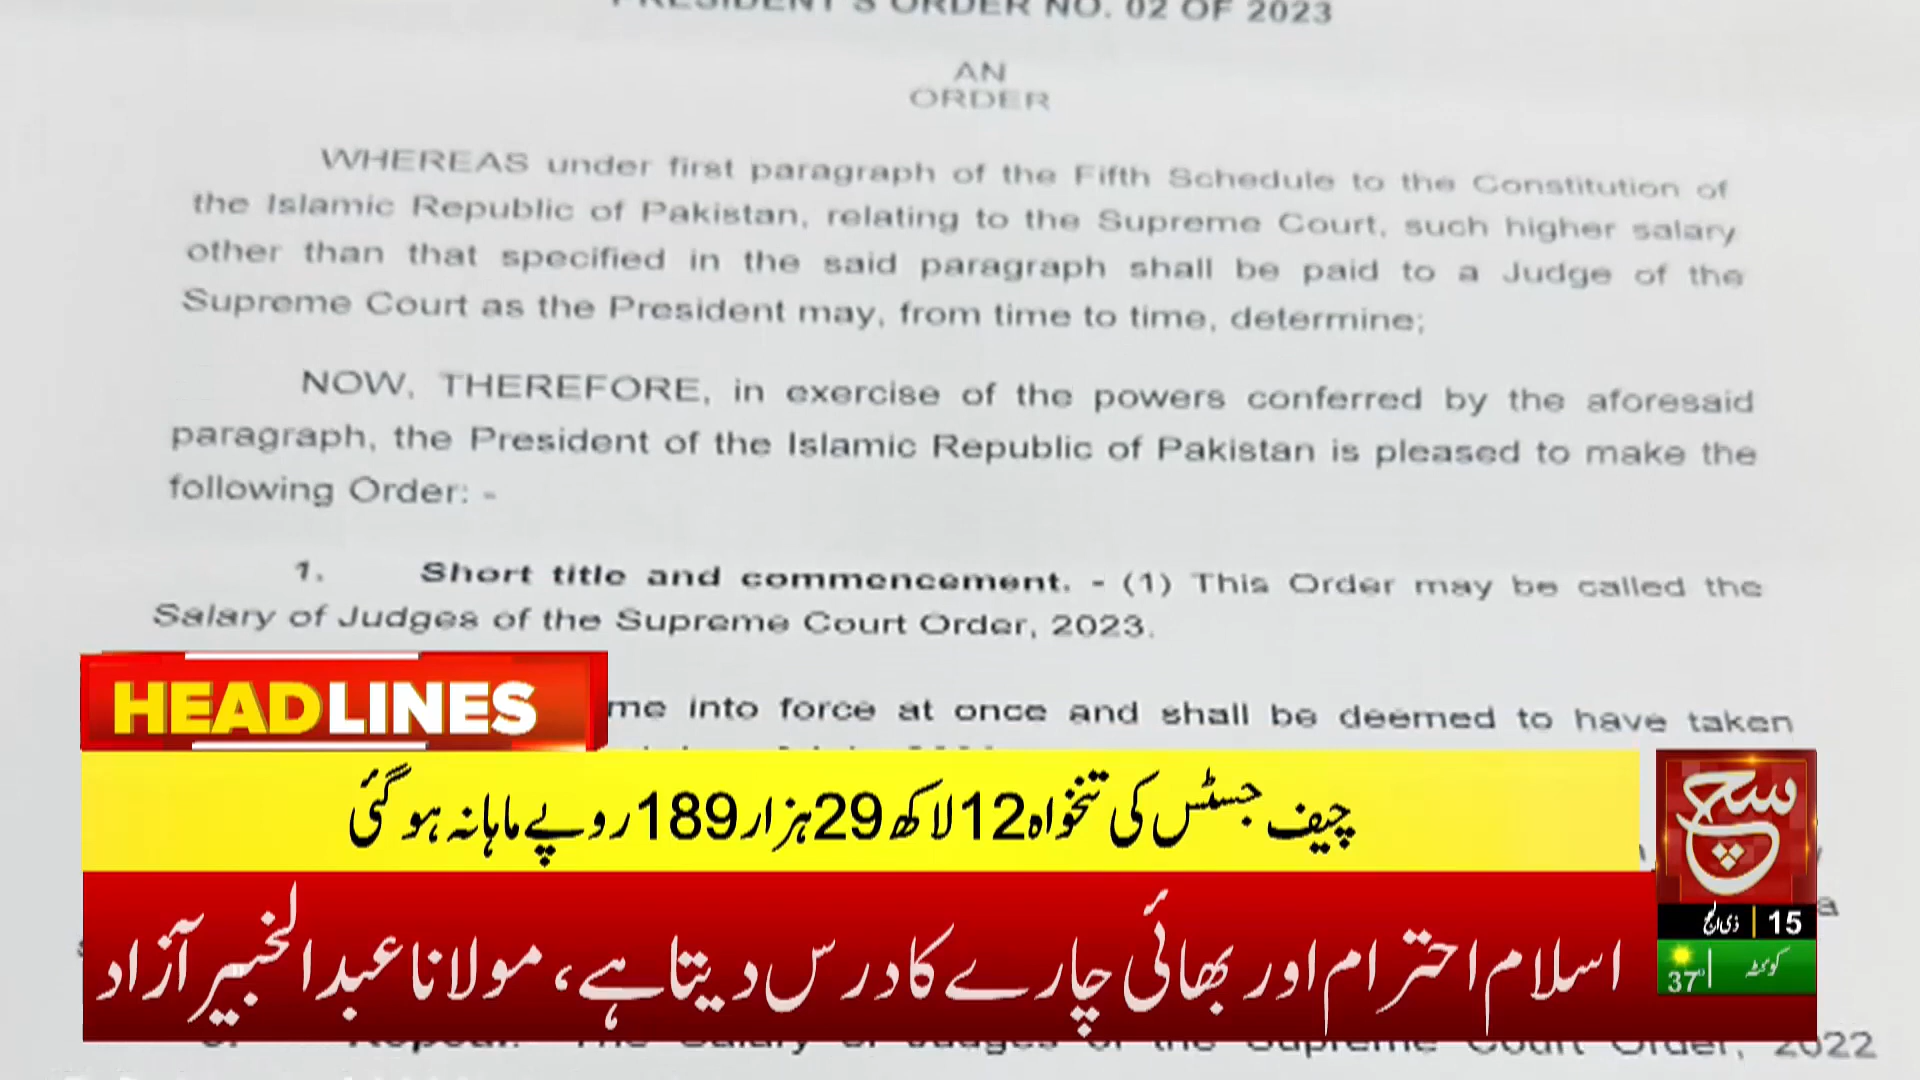 PRESIDENT'S ORDER NO. 02 OF 2023
AN
ORDER
WHEREAS under first paragraph of the Fifth Schedule to the Constitution of
the Islamic Republic of Pakistan, relating to the Supreme Court, such higher salary
other than that specified in the said paragraph shall be paid to a Judge of the
Supreme Court as the President may, from time to time, determine;
NOW, THEREFORE, in exercise of the powers conferred by the aforesaid
paragraph, the President of the Islamic Republic of Pakistan is pleased to make the
following Order: -
1. Short title and commencement. - (1) This Order may be called the
Salary of Judges of the Supreme Court Order, 2023.
HEADLINES
me into force at once and shall be deemed to have taken
چیف جسٹس کی تنخواہ 12 لاکھ 29 ہزار 189 روپے ماہانہ ہو گئی
سچ
15 | ذی الحج
کوئٹہ | 37°
اسلام احترام اور بھائی چارے کا درس دیتا ہے، مولانا عبدالخبیر آزاد
Repeal. The Salary of Judges of the Supreme Court Order, 2022